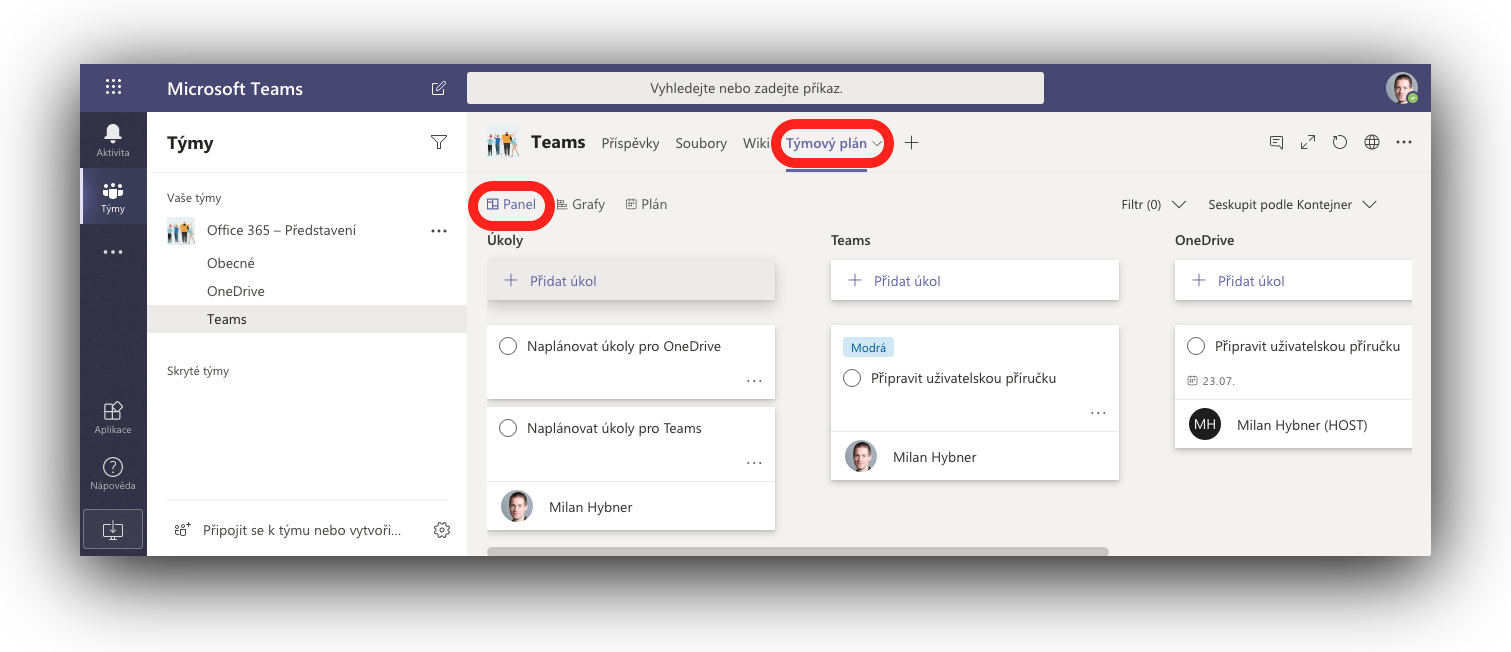 Microsoft Teams
Vyhledejte nebo zadejte příkaz.
Aktivita
Týmy
Aplikace
Nápověda
Týmy
Vaše týmy
Office 365 – Představení
Obecné
OneDrive
Teams
Skryté týmy
Připojit se k týmu nebo vytvoři...
Teams Příspěvky Soubory Wiki Týmový plán
Panel Grafy Plán Filtr (0) Seskupit podle Kontejner
Úkoly
Přidat úkol
Naplánovat úkoly pro OneDrive
Naplánovat úkoly pro Teams
Milan Hybner
Teams
Přidat úkol
Modrá
Připravit uživatelskou příručku
Milan Hybner
OneDrive
Přidat úkol
Připravit uživatelskou příručku
23.07.
MH Milan Hybner (HOST)